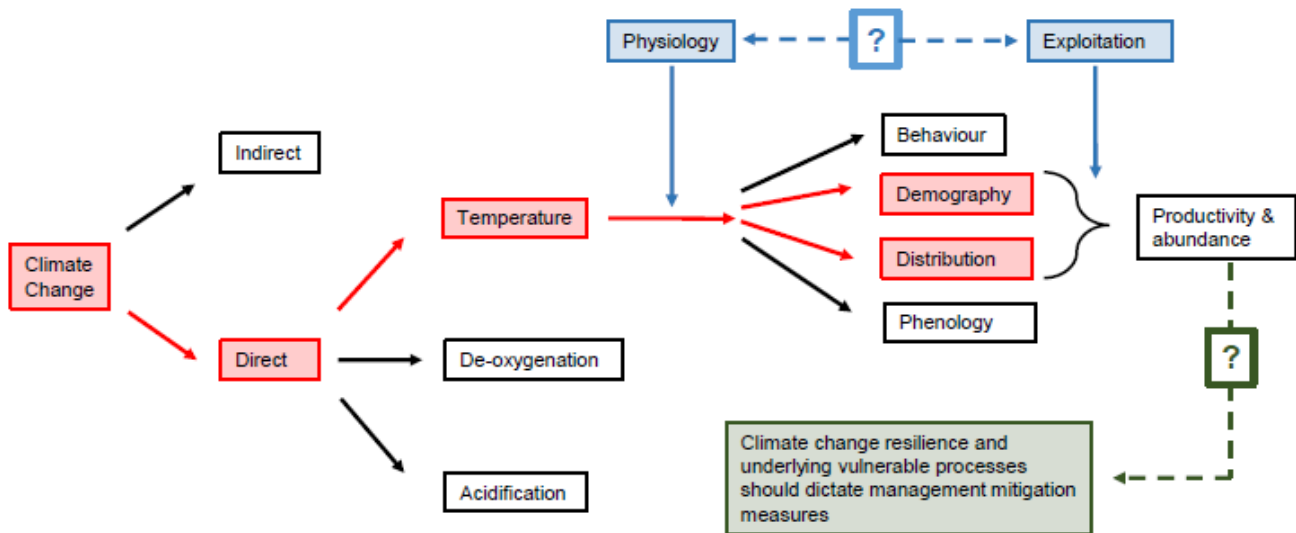 Physiology
?
Exploitation
Indirect
Behaviour
Temperature
Demography
Productivity &
abundance
Climate
Change
Distribution
Phenology
Direct
De-oxygenation
?
Climate change resilience and
underlying vulnerable processes
should dictate management mitigation
measures
Acidification